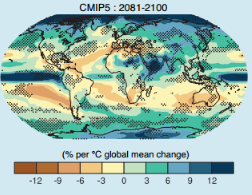 CMIP5 : 2081-2100
(% per °C global mean change)
-12 -9 -6 -3 0 3 6 9 12